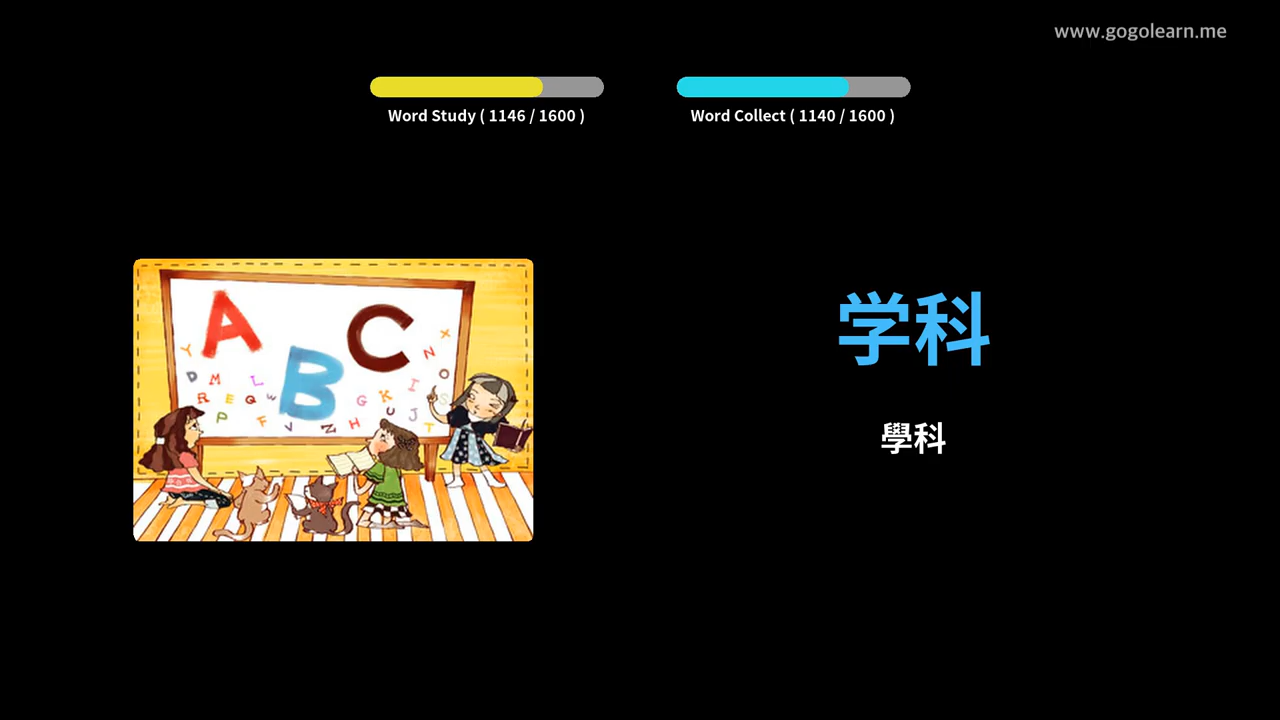 www.gogolearn.me
Word Study ( 1146 / 1600 )
Word Collect ( 1140 / 1600 )
A
B
C
Y
X
N
D M L
O
R E Q W
G K I
S
P F V Z H U J T
学科
學科